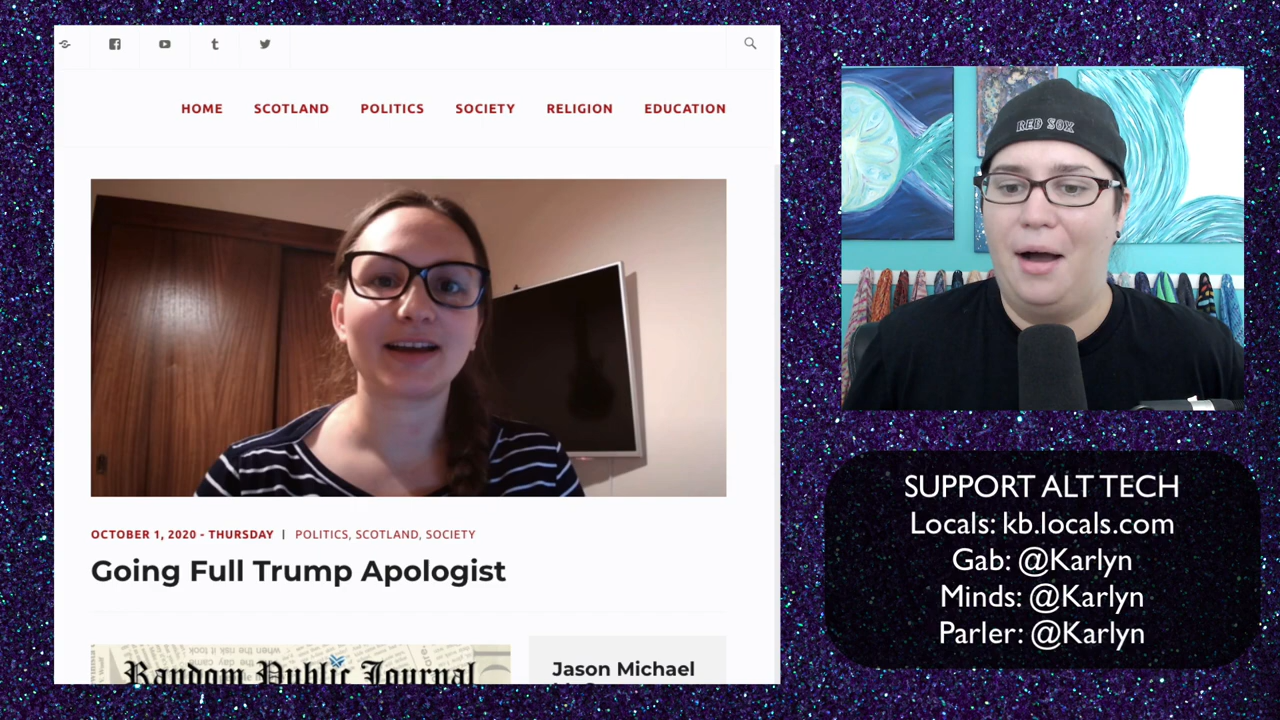 HOME SCOTLAND POLITICS SOCIETY RELIGION EDUCATION
OCTOBER 1, 2020 - THURSDAY | POLITICS, SCOTLAND, SOCIETY
Going Full Trump Apologist
Random Public Journal
Jason Michael
RED SOX
SUPPORT ALT TECH
Locals: kb.locals.com
Gab: @Karlyn
Minds: @Karlyn
Parler: @Karlyn